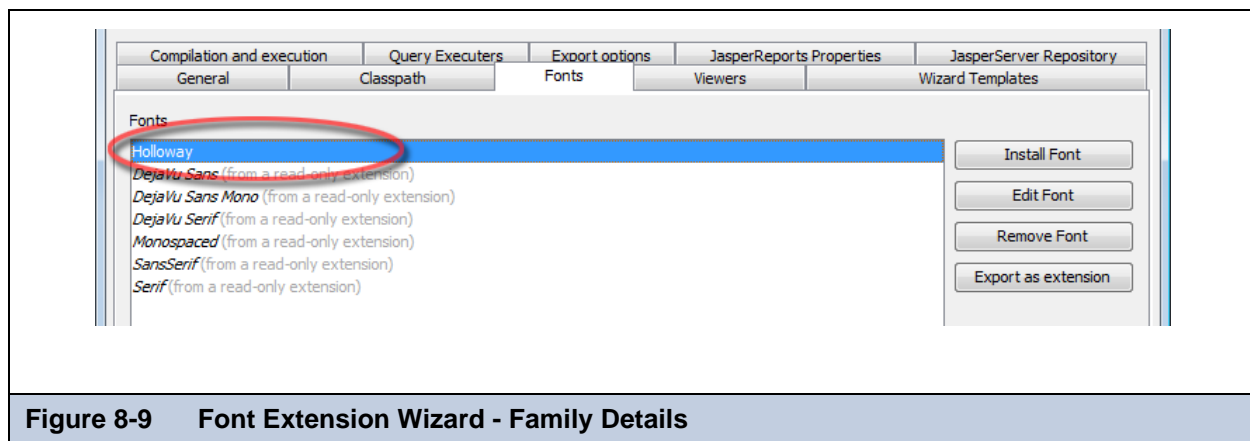 Compilation and execution Query Executers Export options JasperReports Properties JasperServer Repository
General Classpath Fonts Viewers Wizard Templates
Fonts
Holloway
DejaVu Sans (from a read-only extension)
DejaVu Sans Mono (from a read-only extension)
DejaVu Serif (from a read-only extension)
Monospaced (from a read-only extension)
SansSerif (from a read-only extension)
Serif (from a read-only extension)
Install Font
Edit Font
Remove Font
Export as extension
Figure 8-9 Font Extension Wizard - Family Details